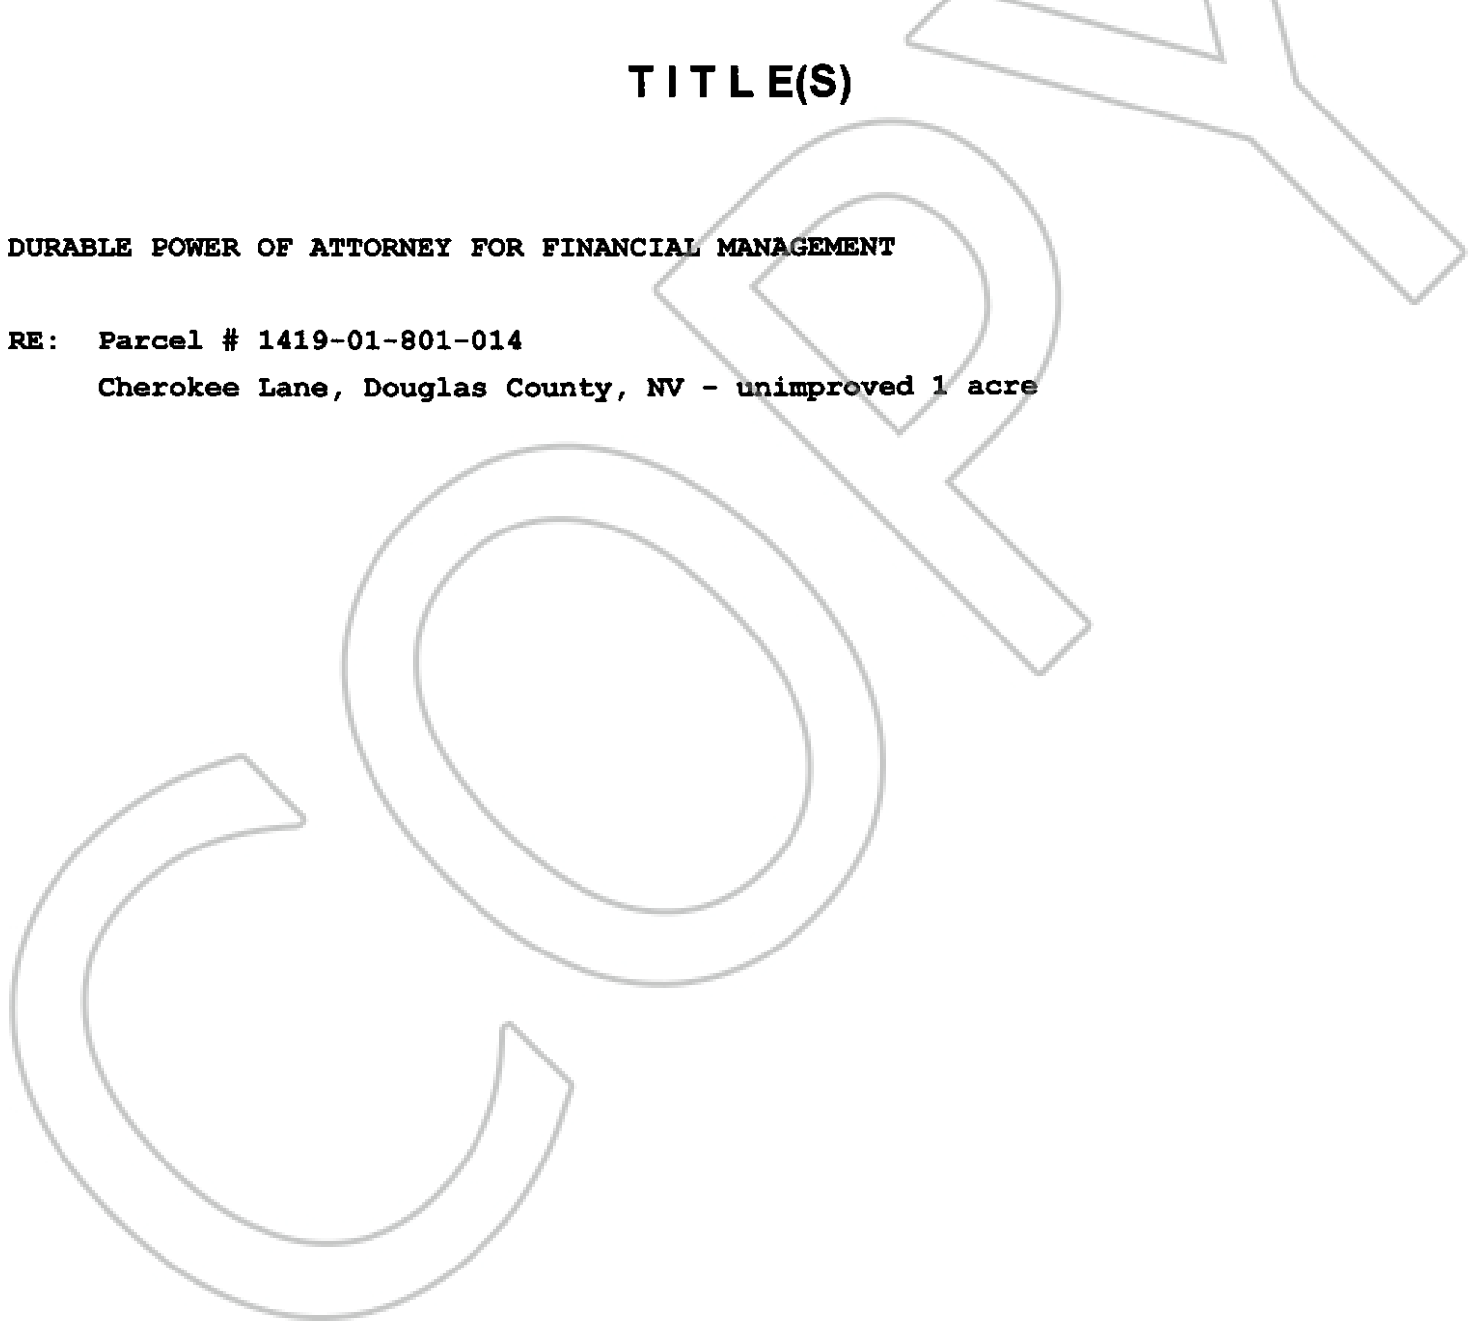 T I T L E(S)
DURABLE POWER OF ATTORNEY FOR FINANCIAL MANAGEMENT
RE: Parcel # 1419-01-801-014
Cherokee Lane, Douglas County, NV - unimproved 1 acre
COPY